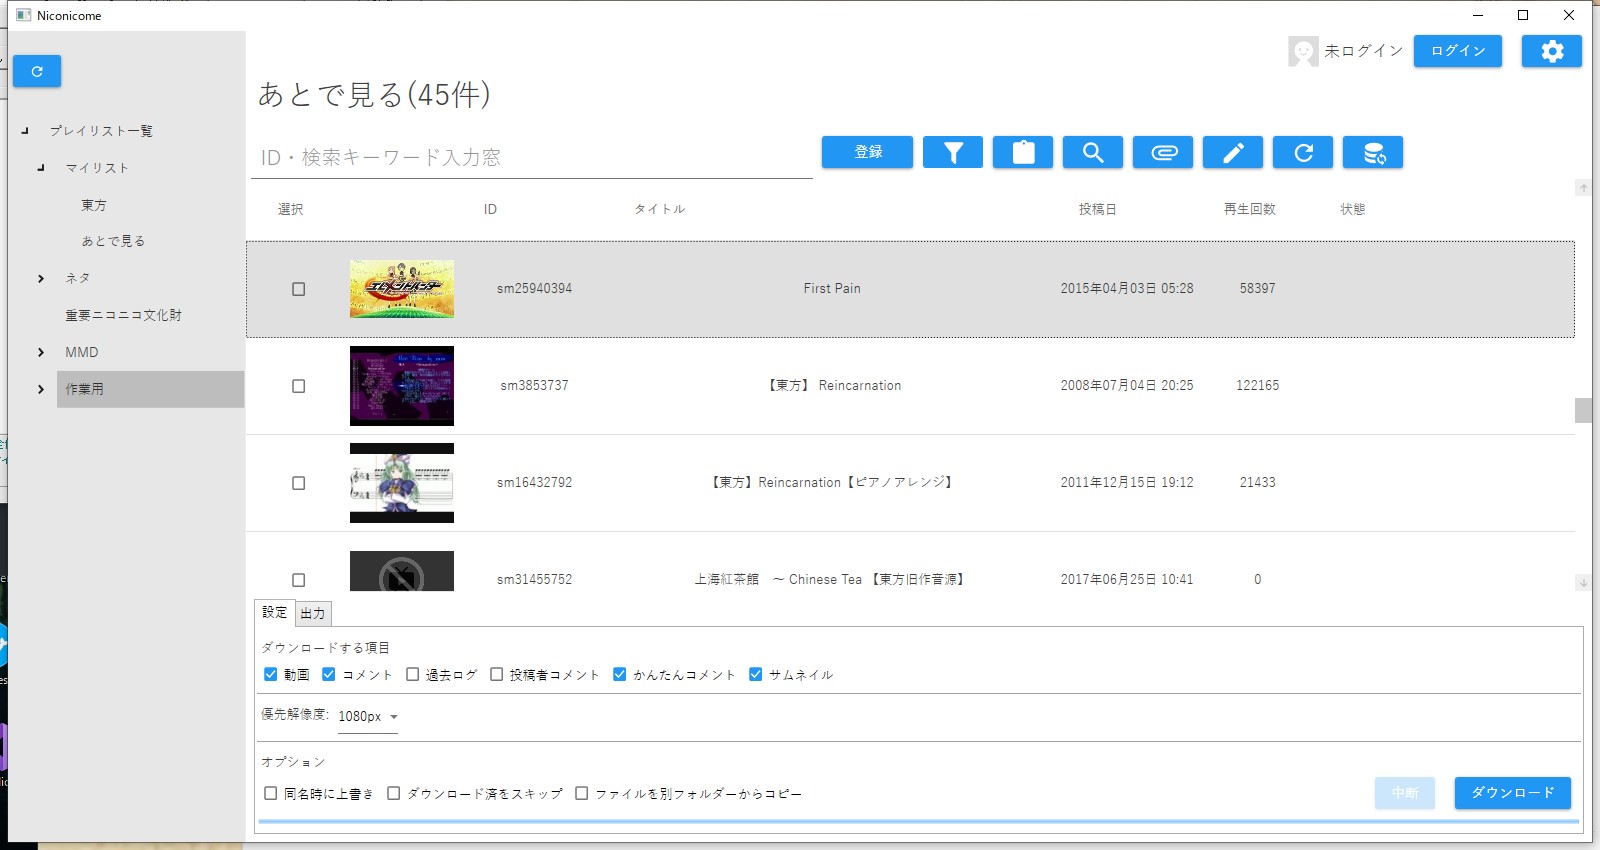 Niconicome
未ログイン
ログイン
あとで見る(45件)
プレイリスト一覧
マイリスト
東方
あとで見る
ネタ
重要ニコニコ文化財
MMD
作業用
ID・検索キーワード入力窓
登録
選択 ID タイトル 投稿日 再生回数 状態
sm25940394 First Pain 2015年04月03日 05:28 58397
sm3853737 【東方】 Reincarnation 2008年07月04日 20:25 122165
sm16432792 【東方】Reincarnation【ピアノアレンジ】 2011年12月15日 19:12 21433
sm31455752 上海紅茶館　～ Chinese Tea 【東方旧作音源】 2017年06月25日 10:41 0
設定 出力
ダウンロードする項目
動画 コメント 過去ログ 投稿者コメント かんたんコメント サムネイル
優先解像度: 1080px
オプション
同名時に上書き ダウンロード済をスキップ ファイルを別フォルダーからコピー
中断 ダウンロード